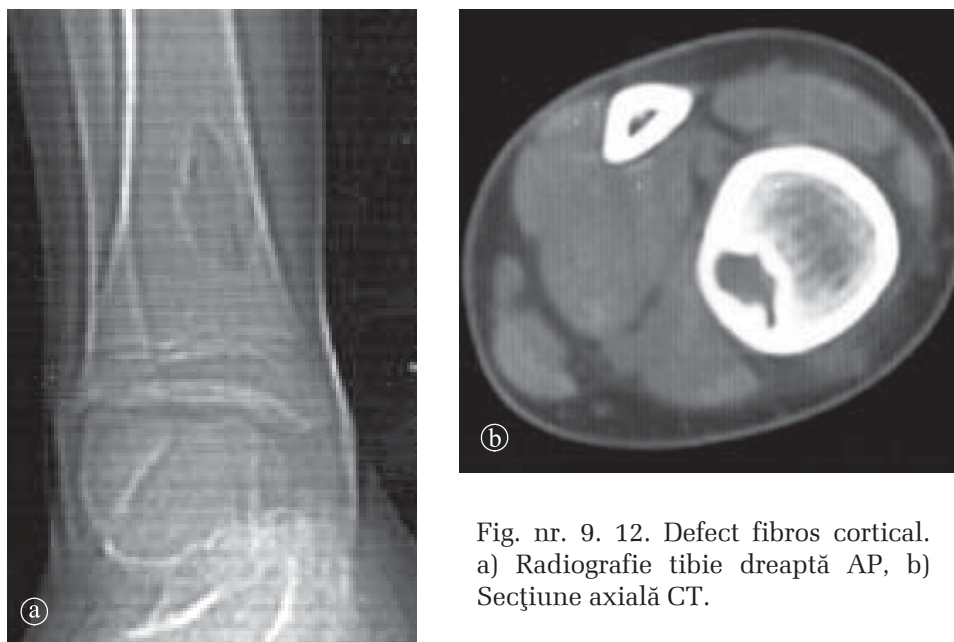 a
b
Fig. nr. 9. 12. Defect fibros cortical.
a) Radiografie tibie dreaptă AP, b)
Secţiune axială CT.